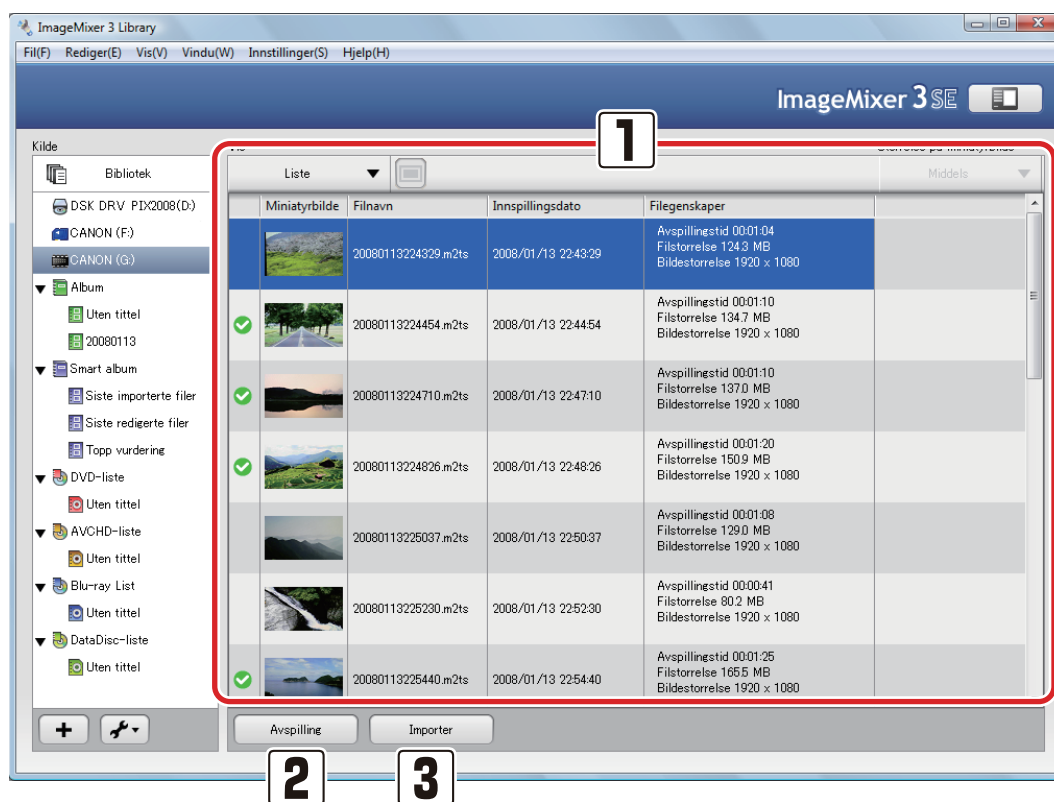 ImageMixer 3 Library
Fil(F) Rediger(E) Vis(V) Vindu(W) Innstillinger(S) Hjelp(H)
ImageMixer 3 SE
Kilde
Bibliotek
DSK DRV PIX2008(D:)
CANON (F:)
CANON (G:)
Album
Uten tittel
20080113
Smart album
Siste importerte filer
Siste redigerte filer
Topp vurdering
DVD-liste
Uten tittel
AVCHD-liste
Uten tittel
Blu-ray List
Uten tittel
DataDisc-liste
Uten tittel
1
Liste
Middels
Miniatyrbilde Filnavn Innspillingsdato Filegenskaper
20080113224329.m2ts 2008/01/13 22:43:29
Avspillingstid 00:01:04
Filstorrelse 124.3 MB
Bildestorrelse 1920 × 1080
20080113224454.m2ts 2008/01/13 22:44:54
Avspillingstid 00:01:10
Filstorrelse 134.7 MB
Bildestorrelse 1920 × 1080
20080113224710.m2ts 2008/01/13 22:47:10
Avspillingstid 00:01:10
Filstorrelse 137.0 MB
Bildestorrelse 1920 × 1080
20080113224826.m2ts 2008/01/13 22:48:26
Avspillingstid 00:01:20
Filstorrelse 150.9 MB
Bildestorrelse 1920 × 1080
20080113225037.m2ts 2008/01/13 22:50:37
Avspillingstid 00:01:08
Filstorrelse 129.0 MB
Bildestorrelse 1920 × 1080
20080113225230.m2ts 2008/01/13 22:52:30
Avspillingstid 00:00:41
Filstorrelse 80.2 MB
Bildestorrelse 1920 × 1080
20080113225440.m2ts 2008/01/13 22:54:40
Avspillingstid 00:01:25
Filstorrelse 165.5 MB
Bildestorrelse 1920 × 1080
Avspilling Importer
2 3